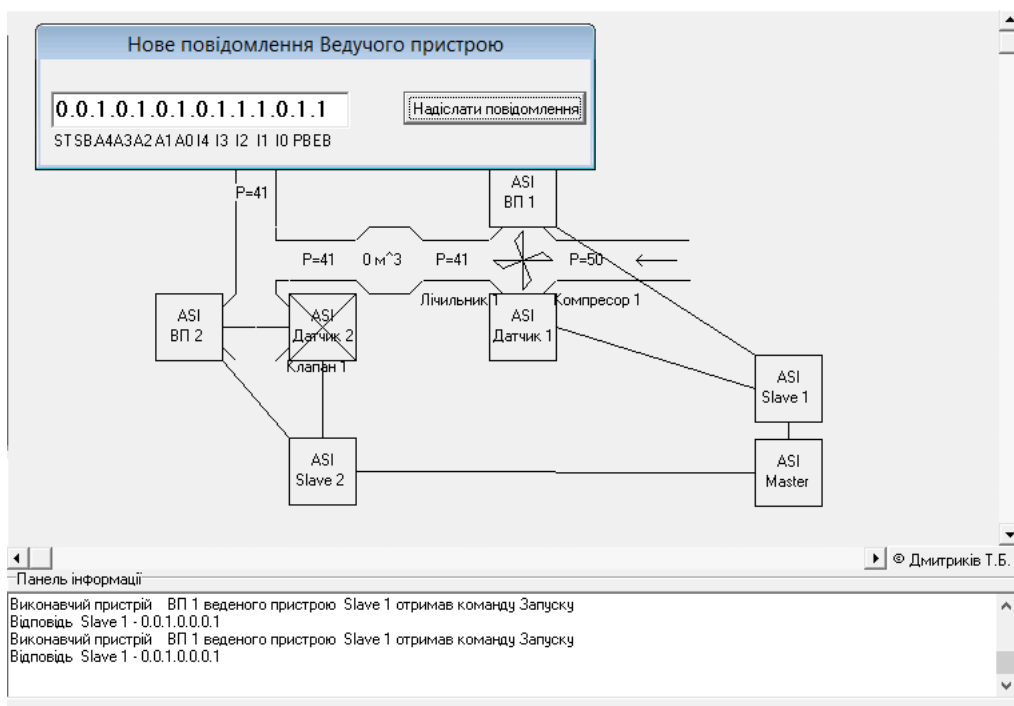 Нове повідомлення Ведучого пристрою
0.0.1.0.1.0.1.0.1.1.1.0.1.1
Надіслати повідомлення
ST SB A4 A3 A2 A1 A0 I4 I3 I2 I1 I0 PB EB
P=41
ASI
ВП 1
P=41
0 м^3
P=41
P=50
Лічильник 1
Компресор 1
ASI
ВП 2
ASI
Датчик 2
ASI
Датчик 1
Клапан 1
ASI
Slave 1
ASI
Slave 2
ASI
Master
© Дмитриків Т.Б.
Панель інформації
Виконавчий пристрій ВП 1 веденого пристрою Slave 1 отримав команду Запуску
Відповідь Slave 1 - 0.0.1.0.0.0.1
Виконавчий пристрій ВП 1 веденого пристрою Slave 1 отримав команду Запуску
Відповідь Slave 1 - 0.0.1.0.0.0.1